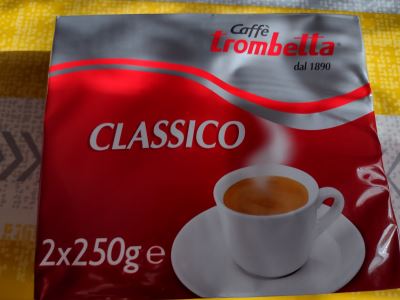 Caffè
trombetta
dal 1890
CLASSICO
2x250g e